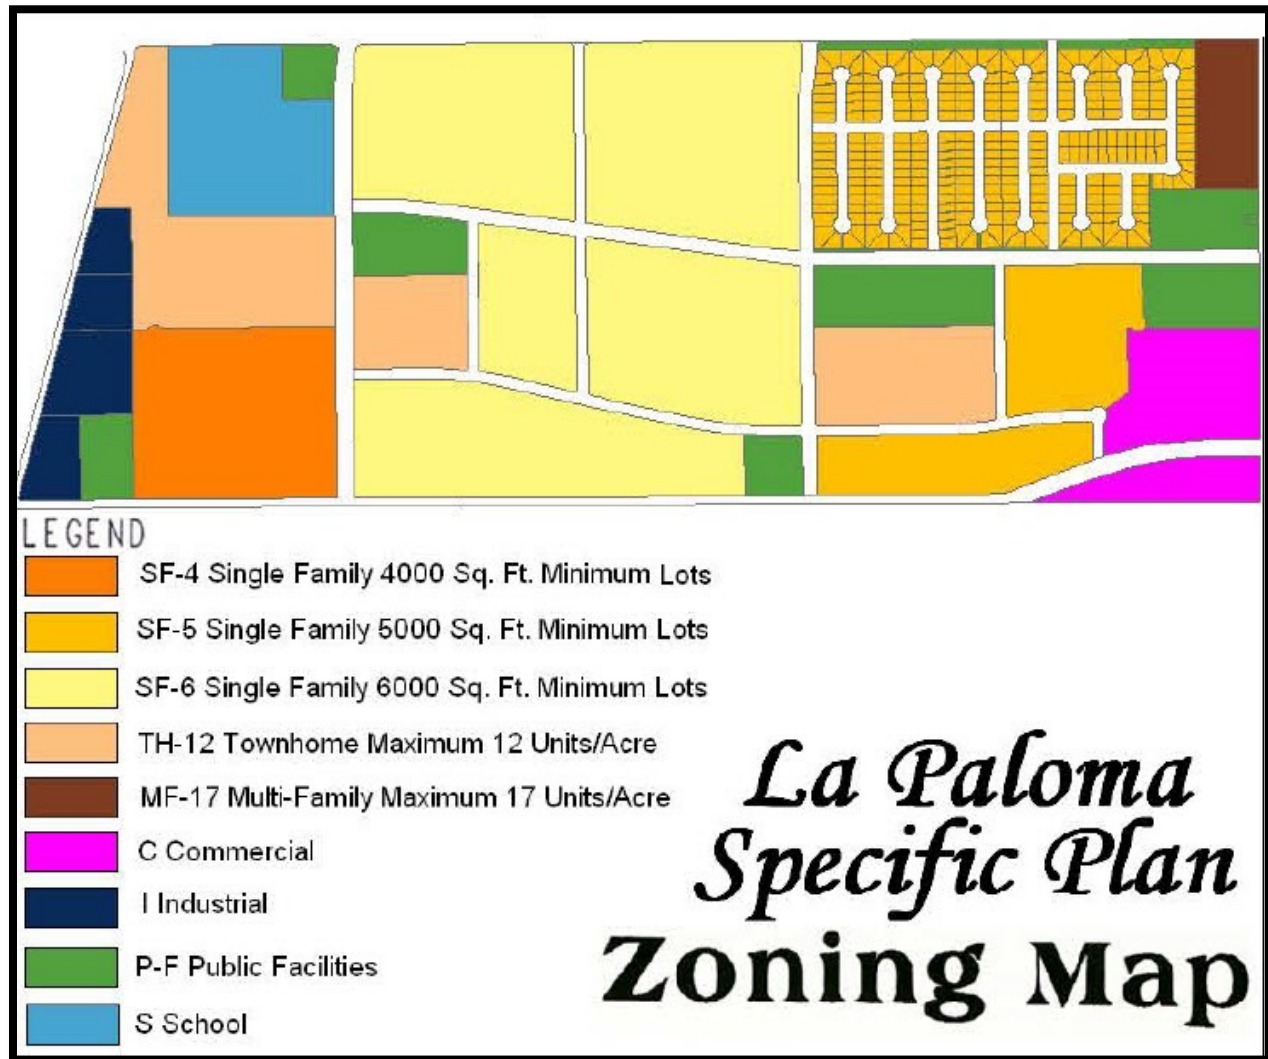 LEGEND
SF-4 Single Family 4000 Sq. Ft. Minimum Lots
SF-5 Single Family 5000 Sq. Ft. Minimum Lots
SF-6 Single Family 6000 Sq. Ft. Minimum Lots
TH-12 Townhome Maximum 12 Units/Acre
MF-17 Multi-Family Maximum 17 Units/Acre
C Commercial
I Industrial
P-F Public Facilities
S School
La Paloma
Specific Plan
Zoning Map